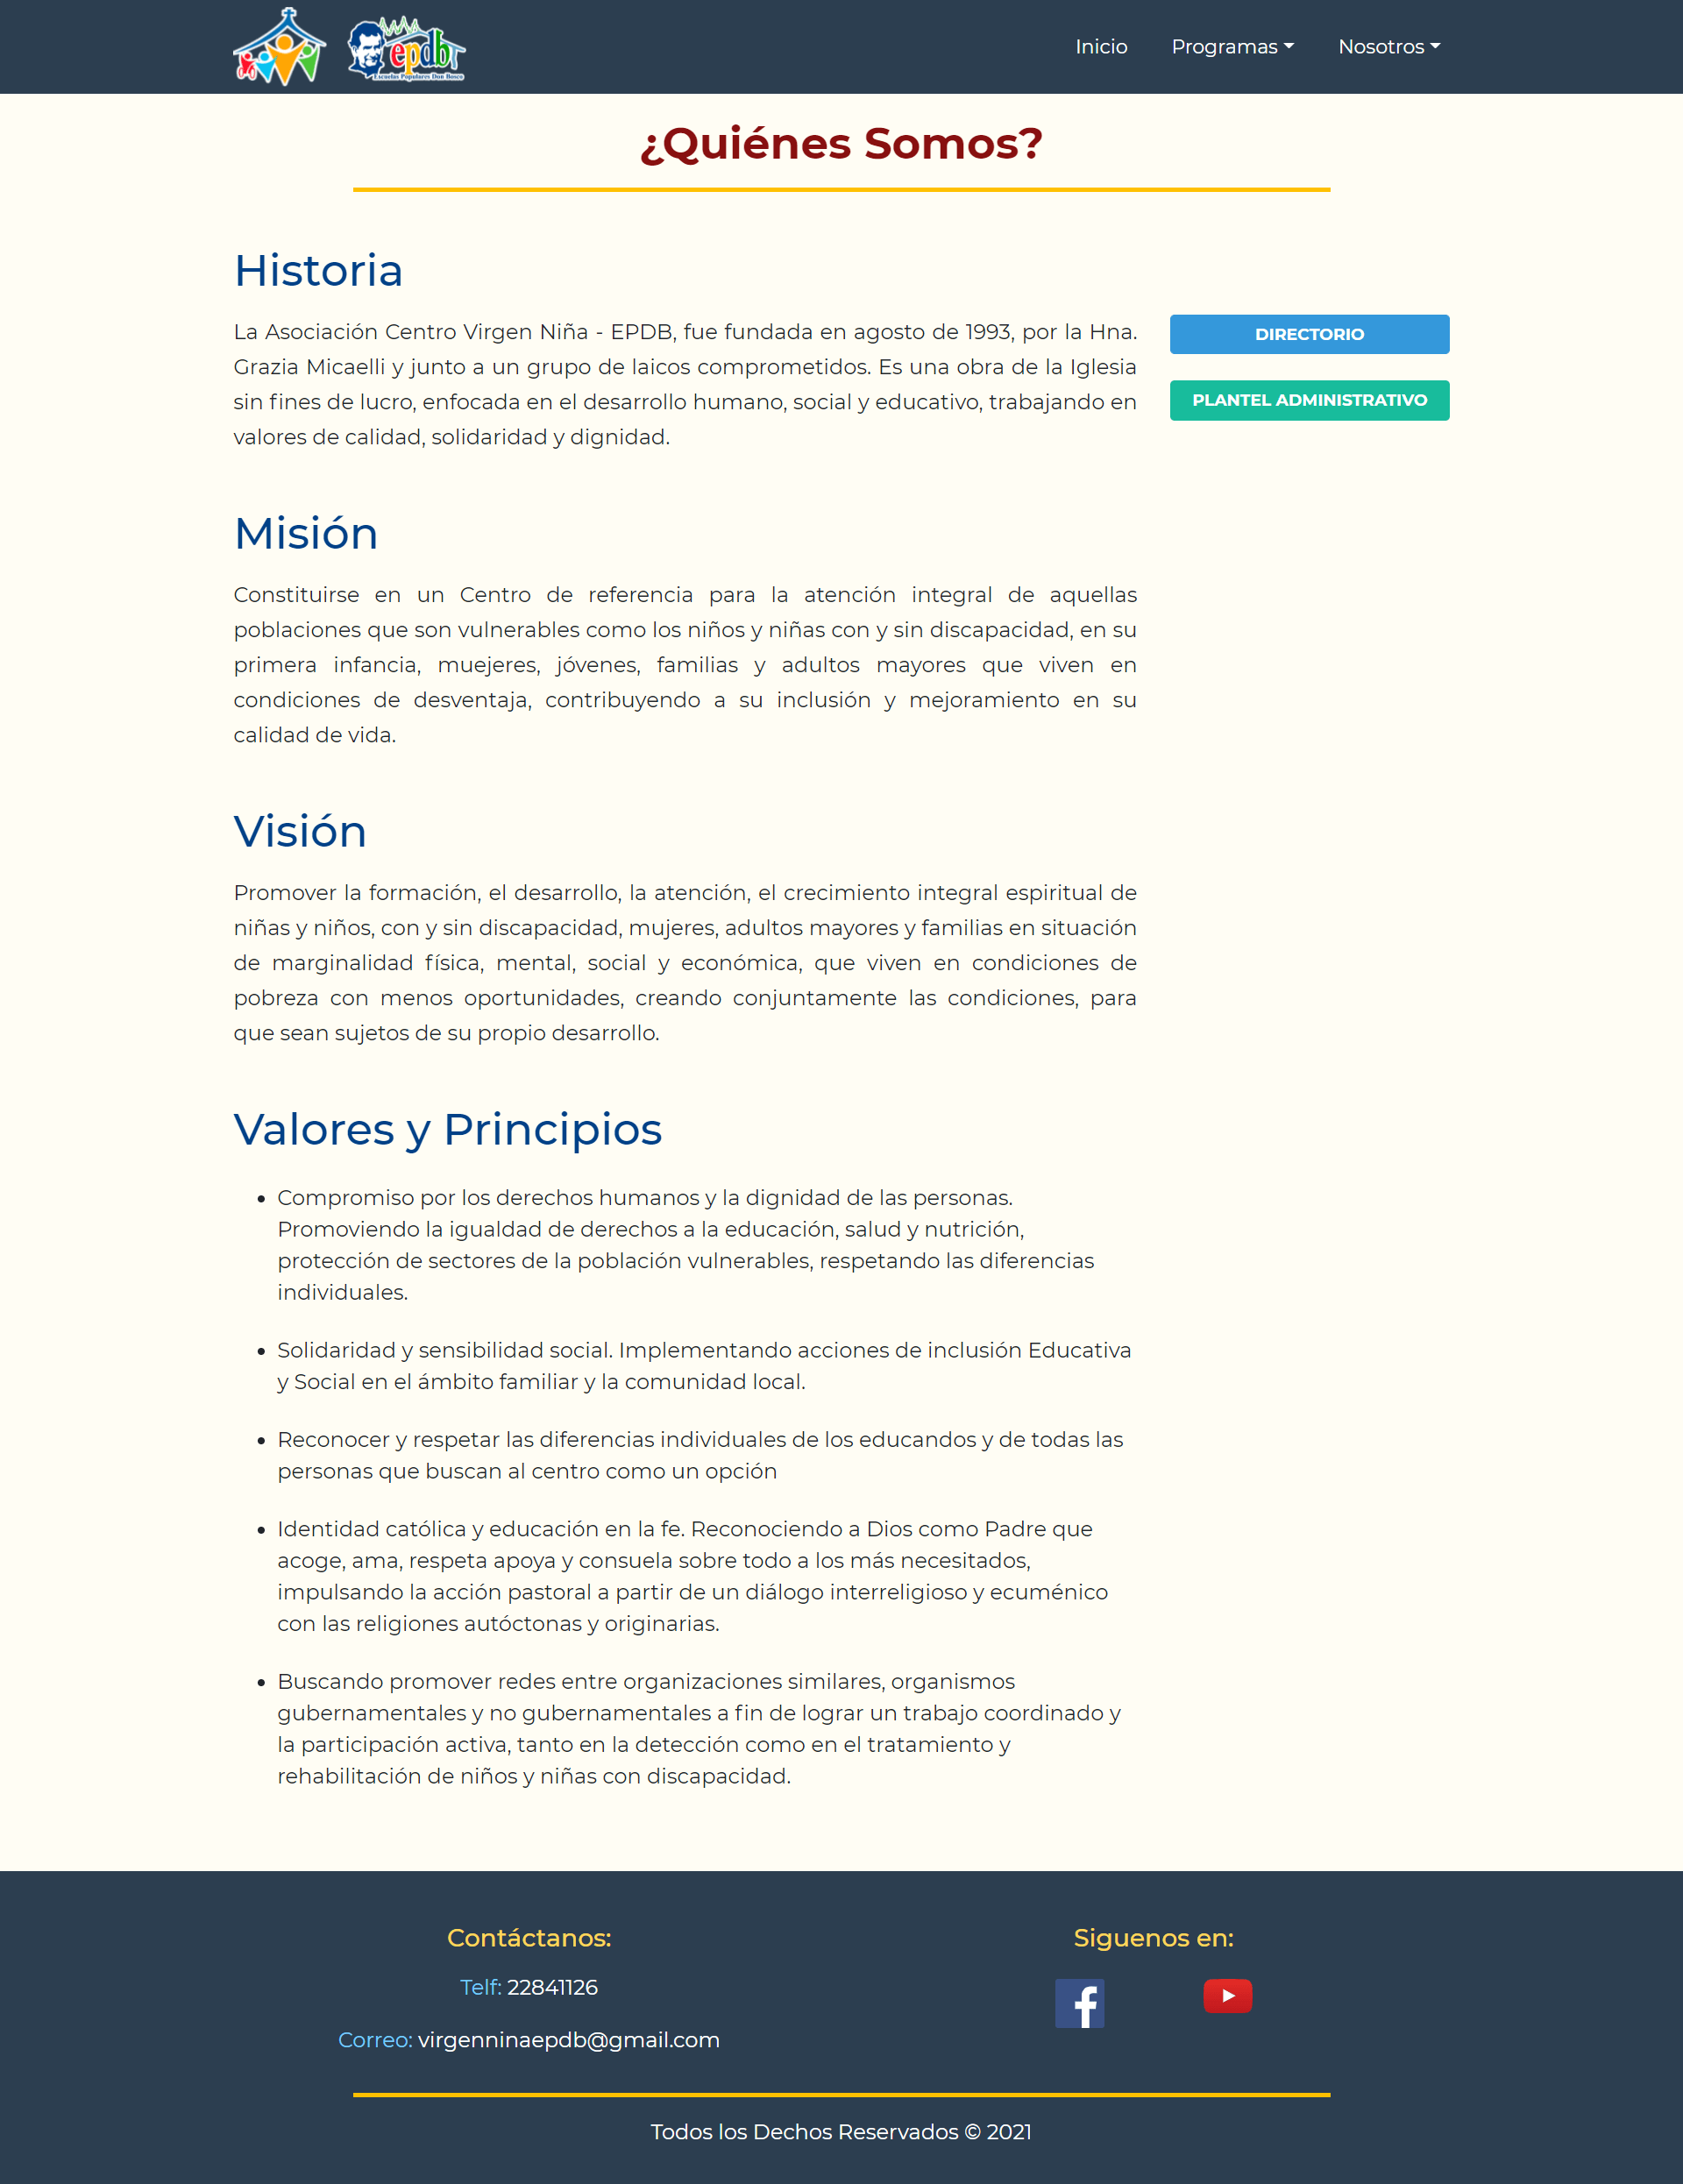 epdb
Escuelas Populares Don Bosco
Inicio
Programas
Nosotros
¿Quiénes Somos?
Historia
La Asociación Centro Virgen Niña - EPDB, fue fundada en agosto de 1993, por la Hna.
Grazia Micaelli y junto a un grupo de laicos comprometidos. Es una obra de la Iglesia
sin fines de lucro, enfocada en el desarrollo humano, social y educativo, trabajando en
valores de calidad, solidaridad y dignidad.
DIRECTORIO
PLANTEL ADMINISTRATIVO
Misión
Constituirse en un Centro de referencia para la atención integral de aquellas
poblaciones que son vulnerables como los niños y niñas con y sin discapacidad, en su
primera infancia, muejeres, jóvenes, familias y adultos mayores que viven en
condiciones de desventaja, contribuyendo a su inclusión y mejoramiento en su
calidad de vida.
Visión
Promover la formación, el desarrollo, la atención, el crecimiento integral espiritual de
niñas y niños, con y sin discapacidad, mujeres, adultos mayores y familias en situación
de marginalidad física, mental, social y económica, que viven en condiciones de
pobreza con menos oportunidades, creando conjuntamente las condiciones, para
que sean sujetos de su propio desarrollo.
Valores y Principios
• Compromiso por los derechos humanos y la dignidad de las personas.
Promoviendo la igualdad de derechos a la educación, salud y nutrición,
protección de sectores de la población vulnerables, respetando las diferencias
individuales.
• Solidaridad y sensibilidad social. Implementando acciones de inclusión Educativa
y Social en el ámbito familiar y la comunidad local.
• Reconocer y respetar las diferencias individuales de los educandos y de todas las
personas que buscan al centro como un opción
• Identidad católica y educación en la fe. Reconociendo a Dios como Padre que
acoge, ama, respeta apoya y consuela sobre todo a los más necesitados,
impulsando la acción pastoral a partir de un diálogo interreligioso y ecuménico
con las religiones autóctonas y originarias.
• Buscando promover redes entre organizaciones similares, organismos
gubernamentales y no gubernamentales a fin de lograr un trabajo coordinado y
la participación activa, tanto en la detección como en el tratamiento y
rehabilitación de niños y niñas con discapacidad.
Contáctanos:
Telf: 22841126
Correo: virgenninaepdb@gmail.com
Siguenos en:
Todos los Dechos Reservados © 2021